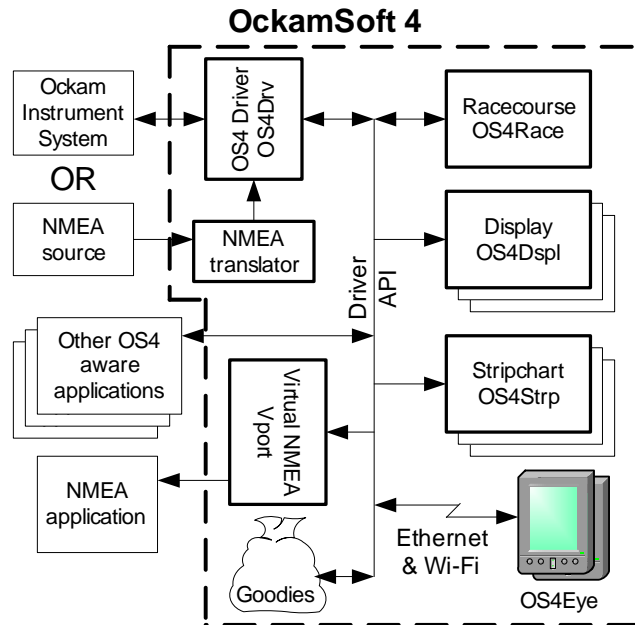 OckamSoft 4
Ockam
Instrument
System
OR
NMEA
source
OS4 Driver
OS4Drv
NMEA
translator
Racecourse
OS4Race
Display
OS4Dspl
Driver
API
Other OS4
aware
applications
Virtual NMEA
Vport
Stripchart
OS4Strp
NMEA
application
Goodies
Ethernet
& Wi-Fi
OS4Eye